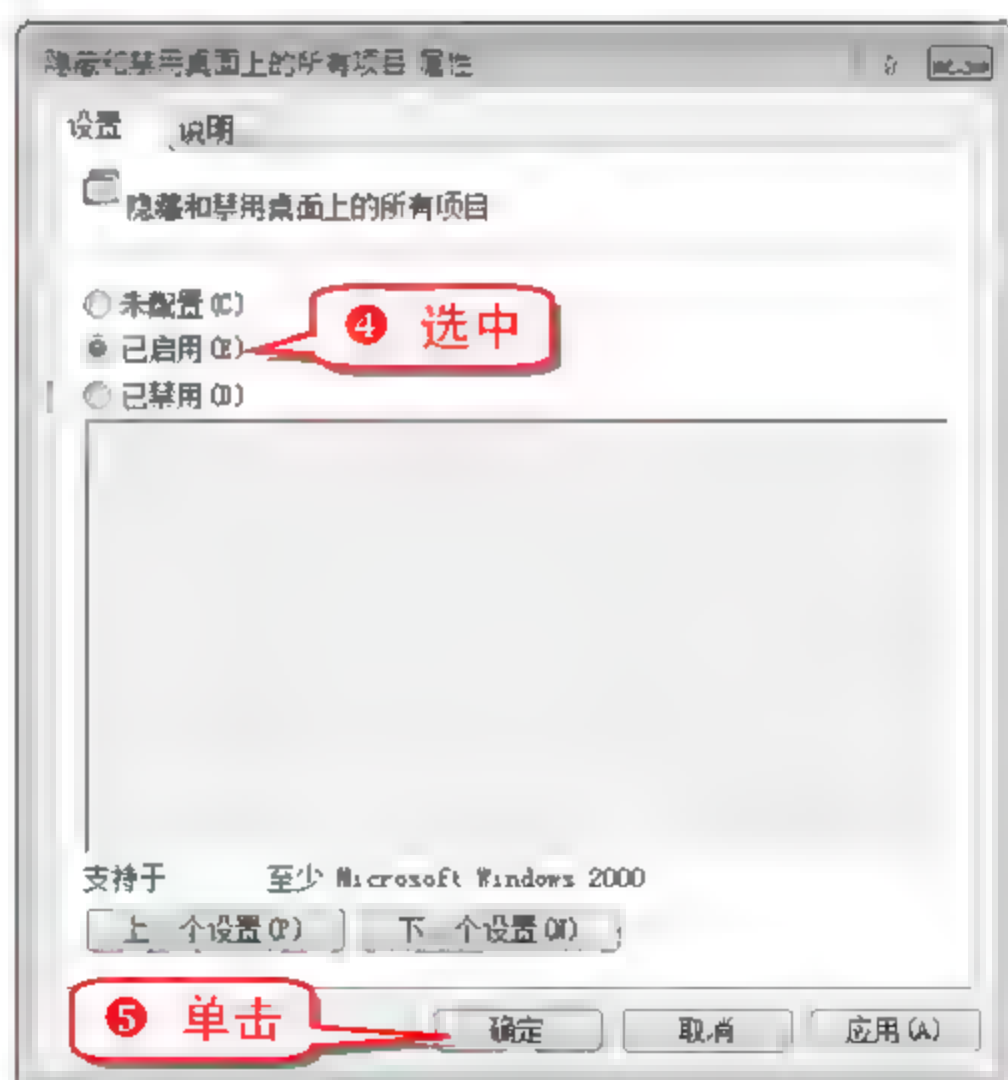 隐藏和禁用桌面上的所有项目 属性
设置 说明
隐藏和禁用桌面上的所有项目
未配置(C)
已启用(E)
❹ 选中
已禁用(D)
支持于 至少 Microsoft Windows 2000
上一个设置(P) 下一个设置(N)
❺ 单击
确定 取消 应用(A)